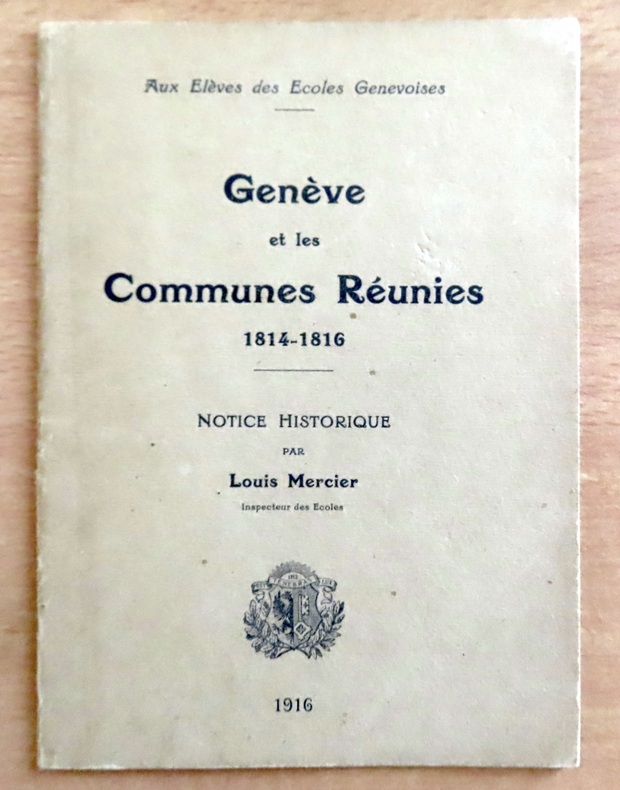 Aux Elèves des Ecoles Genevoises
Genève
et les
Communes Réunies
1814-1816
NOTICE HISTORIQUE
PAR
Louis Mercier
Inspecteur des Ecoles
1916